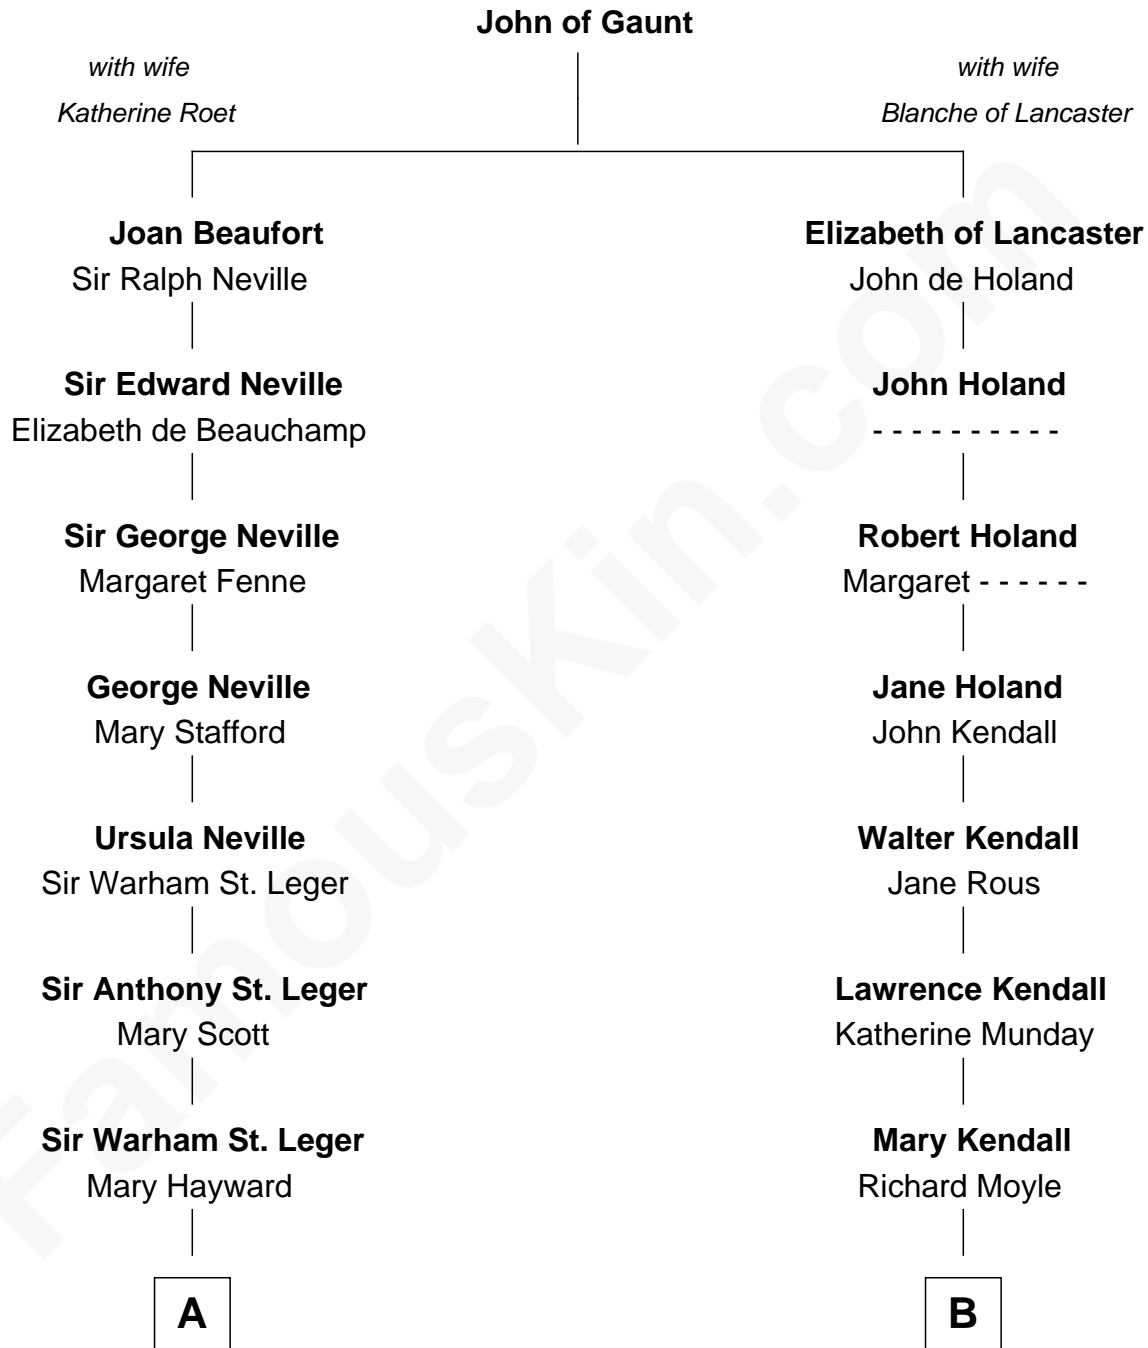 John of Gaunt
with wife
Katherine Roet
with wife
Blanche of Lancaster
Joan Beaufort
Sir Ralph Neville
Elizabeth of Lancaster
John de Holand
Sir Edward Neville
Elizabeth de Beauchamp
John Holand
- - - - - - - - - -
Sir George Neville
Margaret Fenne
Robert Holand
Margaret - - - - - -
George Neville
Mary Stafford
Jane Holand
John Kendall
Ursula Neville
Sir Warham St. Leger
Walter Kendall
Jane Rous
Sir Anthony St. Leger
Mary Scott
Lawrence Kendall
Katherine Munday
Sir Warham St. Leger
Mary Hayward
Mary Kendall
Richard Moyle
A
B
FamousKin.com